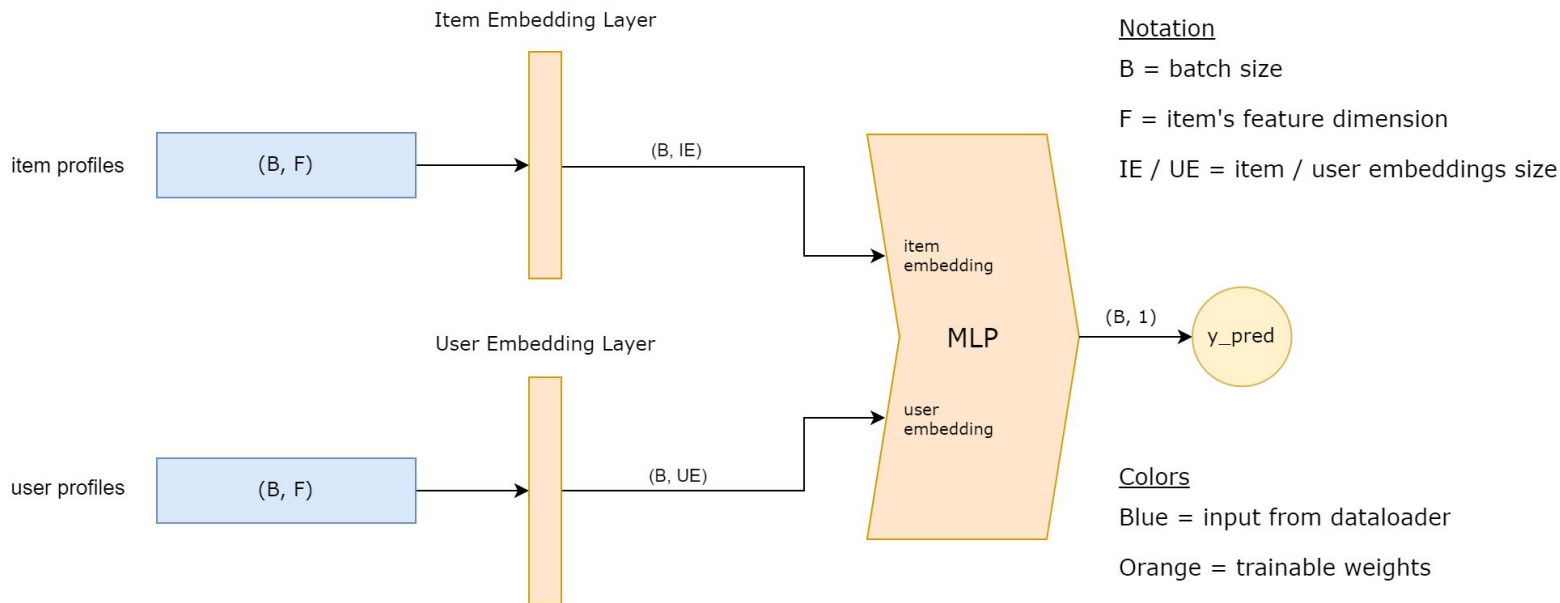 Item Embedding Layer
item profiles
(B, F)
(B, IE)
item
embedding
User Embedding Layer
user profiles
(B, F)
(B, UE)
user
embedding
MLP
(B, 1)
y_pred
Notation
B = batch size
F = item's feature dimension
IE / UE = item / user embeddings size
Colors
Blue = input from dataloader
Orange = trainable weights